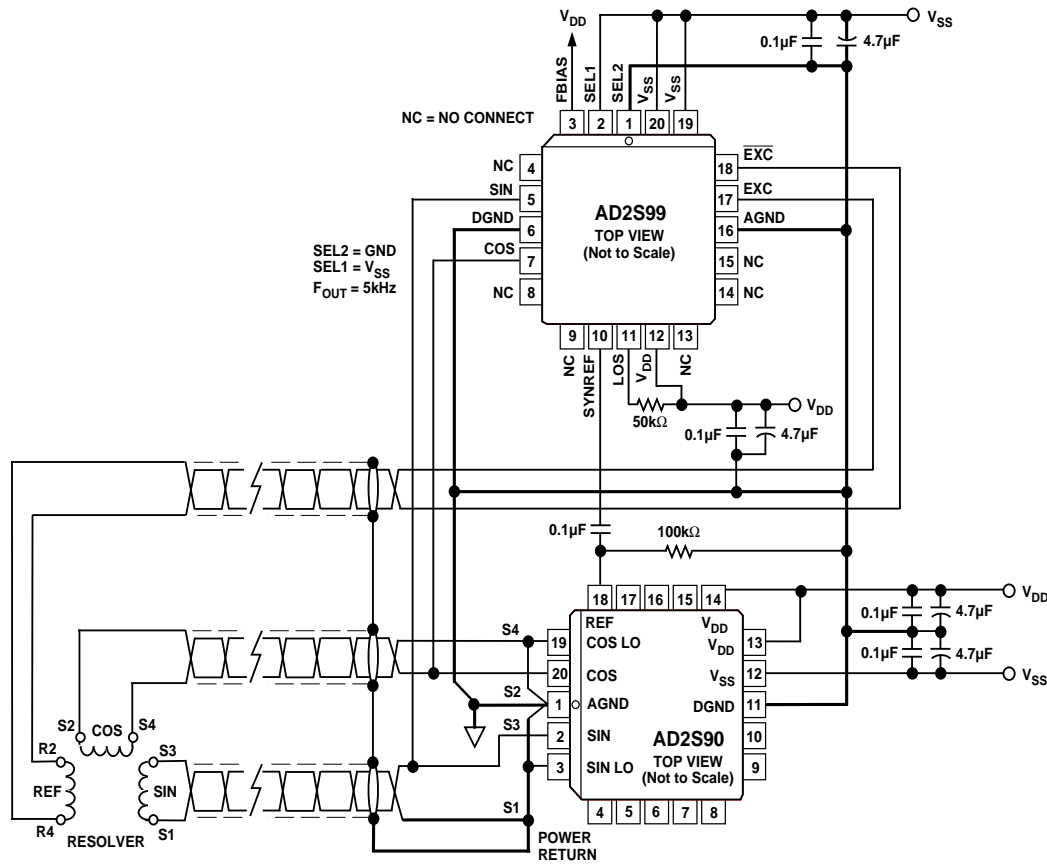 VDD
VSS
0.1µF
4.7µF
FBIAS
SEL1
SEL2
VSS
VSS
NC = NO CONNECT
3
2
1
20
19
NC
4
SIN
5
DGND
6
COS
7
NC
8
AD2S99
TOP VIEW
(Not to Scale)
18
EXC
17
EXC
16
AGND
15
NC
14
NC
SEL2 = GND
SEL1 = VSS
FOUT = 5kHz
9
10
11
12
13
NC
SYNREF
LOS
VDD
NC
50kΩ
VDD
0.1µF
4.7µF
0.1µF
100kΩ
18
17
16
15
14
REF
VDD
VDD
0.1µF
4.7µF
S4
19
COS LO
VDD
13
20
COS
VSS
12
0.1µF
4.7µF
VSS
S2
1
AGND
DGND
11
S3
2
SIN
AD2S90
TOP VIEW
(Not to Scale)
10
3
SIN LO
9
4
5
6
7
8
S1
POWER
RETURN
S2
COS
S4
R2
S3
REF
SIN
R4
S1
RESOLVER